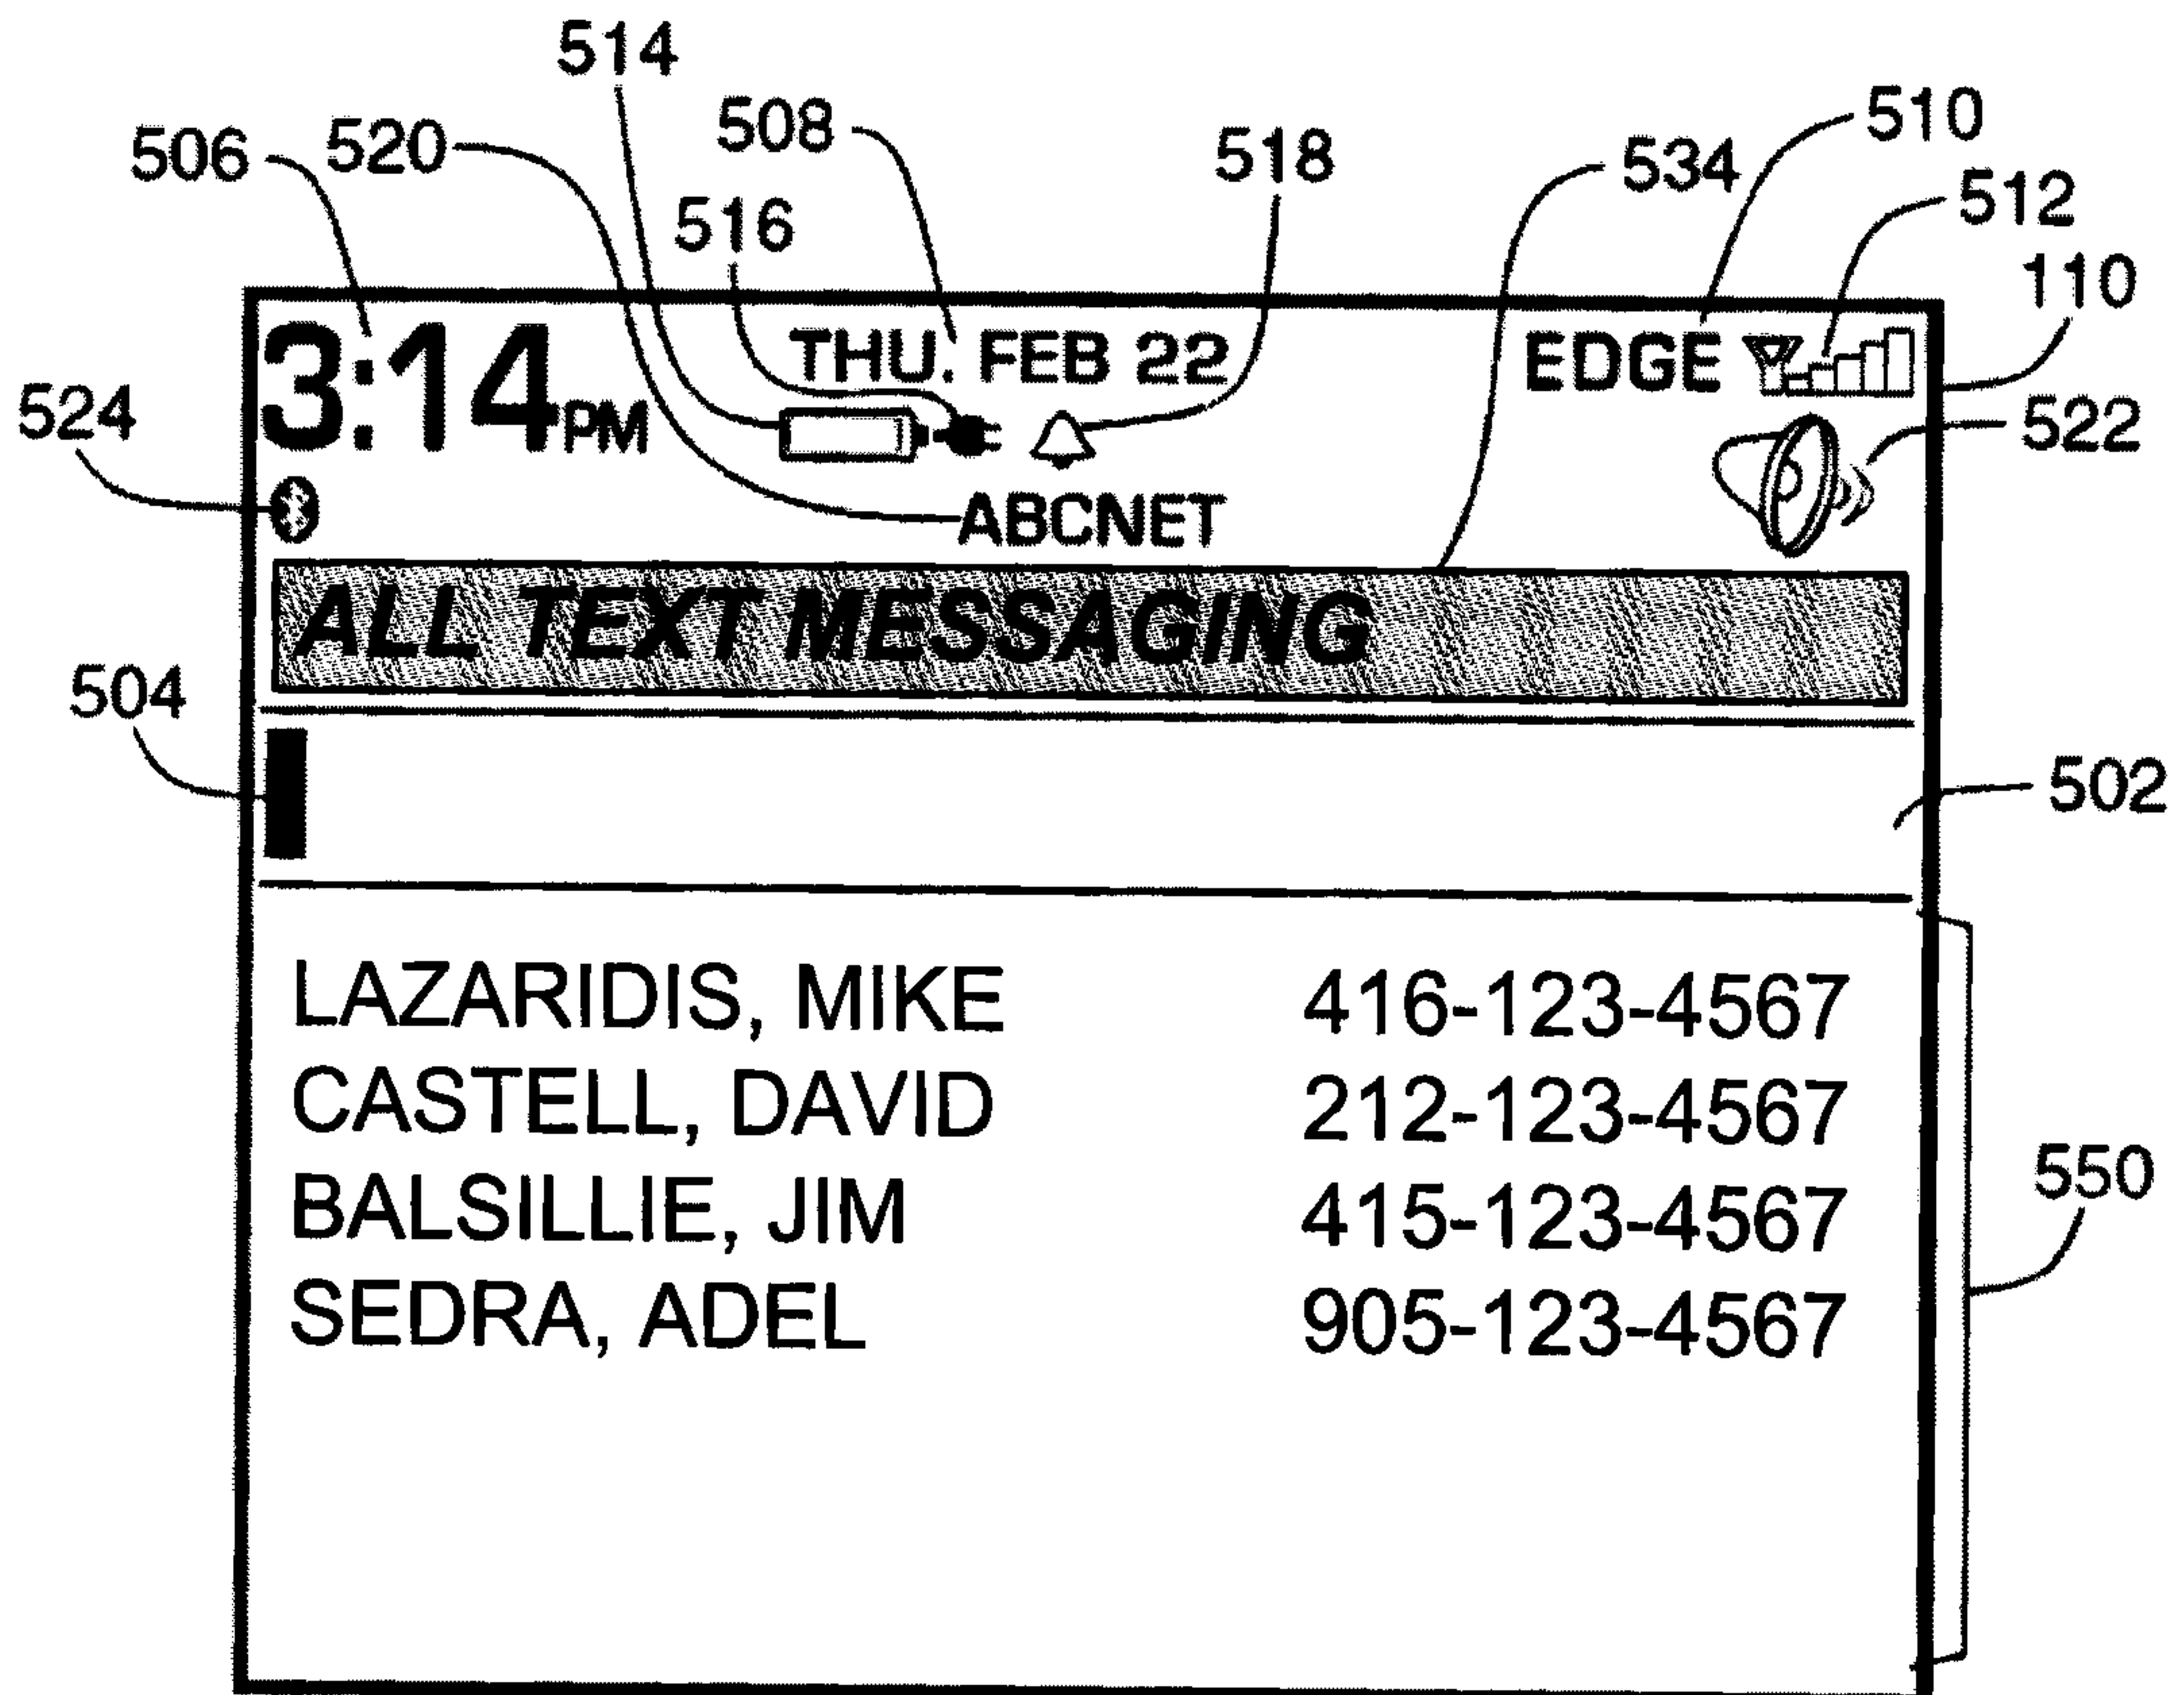 514
506 520 508 518 534 510
516 512
110
3:14PM THU. FEB 22 EDGE
524 522
ABCNET
ALL TEXT MESSAGING
504
502
LAZARIDIS, MIKE 416-123-4567
CASTELL, DAVID 212-123-4567
BALSILLIE, JIM 415-123-4567
550
SEDRA, ADEL 905-123-4567